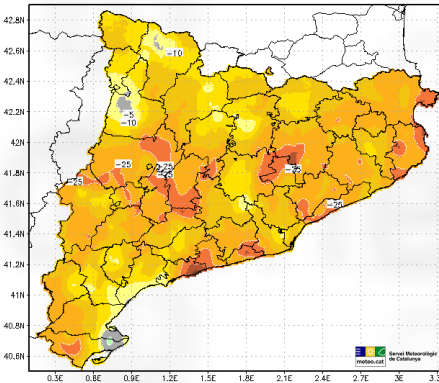 42.8N
42.6N
42.4N
42.2N
42N
41.8N
41.6N
41.4N
41.2N
41N
40.8N
40.6N
-10
-5
-10
-25
-25
-25
-25
-25
-25
0.3E 0.6E 0.9E 1.2E 1.5E 1.8E 2.1E 2.4E 2.7E 3E 3.3E
meteo.cat
Servei Meteorològic
de Catalunya